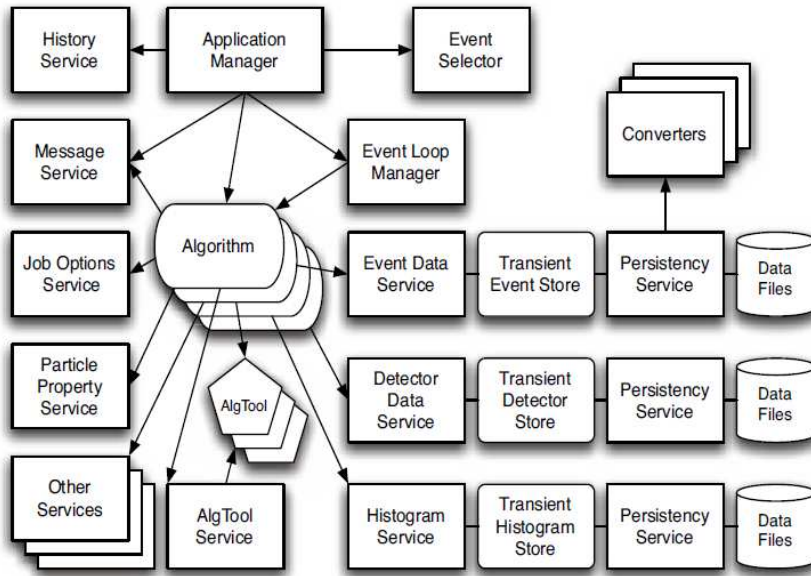 History
Service
Application
Manager
Event
Selector
Message
Service
Event Loop
Manager
Converters
Algorithm
Job Options
Service
Event Data
Service
Transient
Event Store
Persistency
Service
Data
Files
Particle
Property
Service
AlgTool
Detector
Data
Service
Transient
Detector
Store
Persistency
Service
Data
Files
Other
Services
AlgTool
Service
Histogram
Service
Transient
Histogram
Store
Persistency
Service
Data
Files